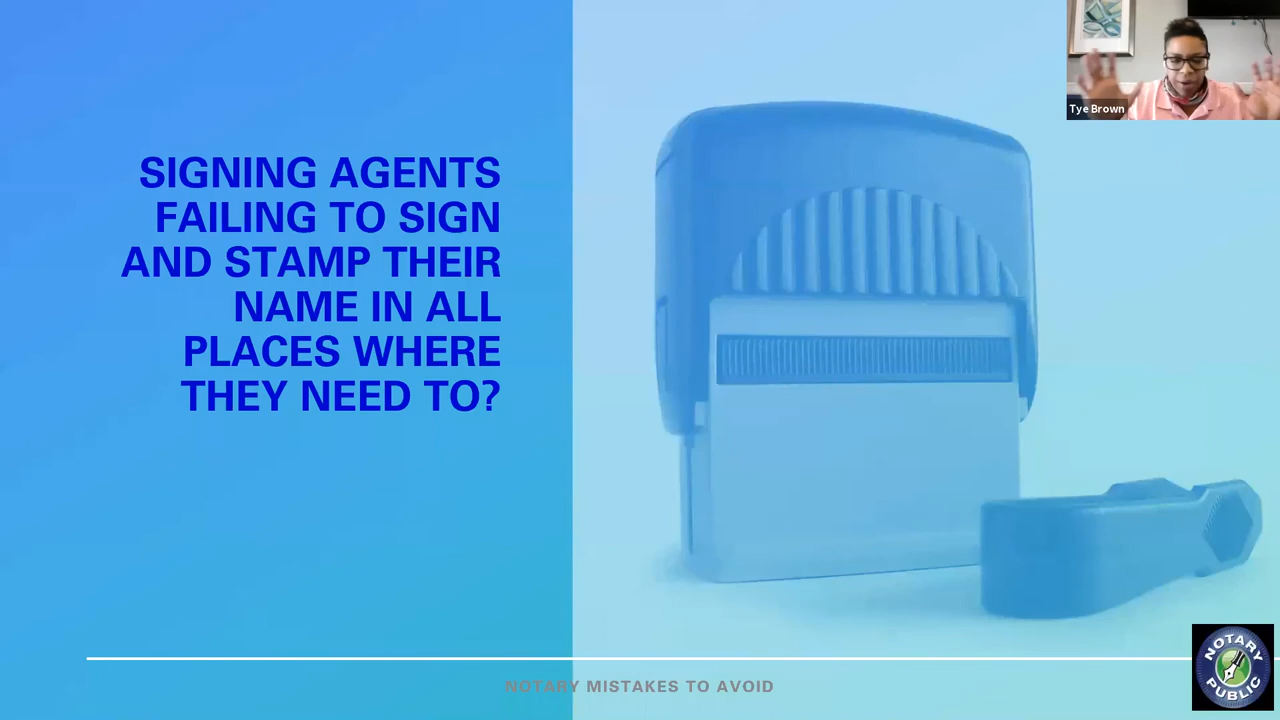 Tye Brown
SIGNING AGENTS
FAILING TO SIGN
AND STAMP THEIR
NAME IN ALL
PLACES WHERE
THEY NEED TO?
NOTARY MISTAKES TO AVOID
NOTARY
PUBLIC